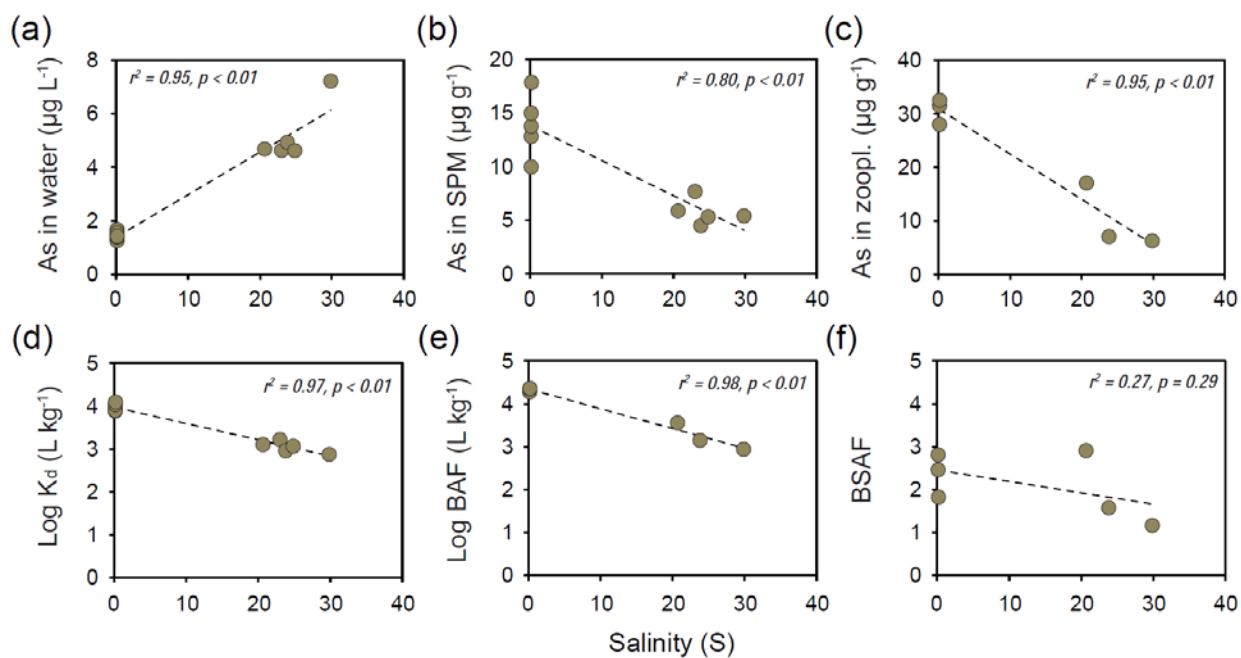 (a)
As in water (µg L⁻¹)
r² = 0.95, p < 0.01
8
6
4
2
0
0 10 20 30 40
(b)
As in SPM (µg g⁻¹)
r² = 0.80, p < 0.01
20
15
10
5
0
0 10 20 30 40
(c)
As in zoopl. (µg g⁻¹)
r² = 0.95, p < 0.01
40
30
20
10
0
0 10 20 30 40
(d)
Log Kd (L kg⁻¹)
r² = 0.97, p < 0.01
5
4
3
2
1
0
0 10 20 30 40
(e)
Log BAF (L kg⁻¹)
r² = 0.98, p < 0.01
5
4
3
2
1
0
0 10 20 30 40
(f)
BSAF
r² = 0.27, p = 0.29
5
4
3
2
1
0
0 10 20 30 40
Salinity (S)